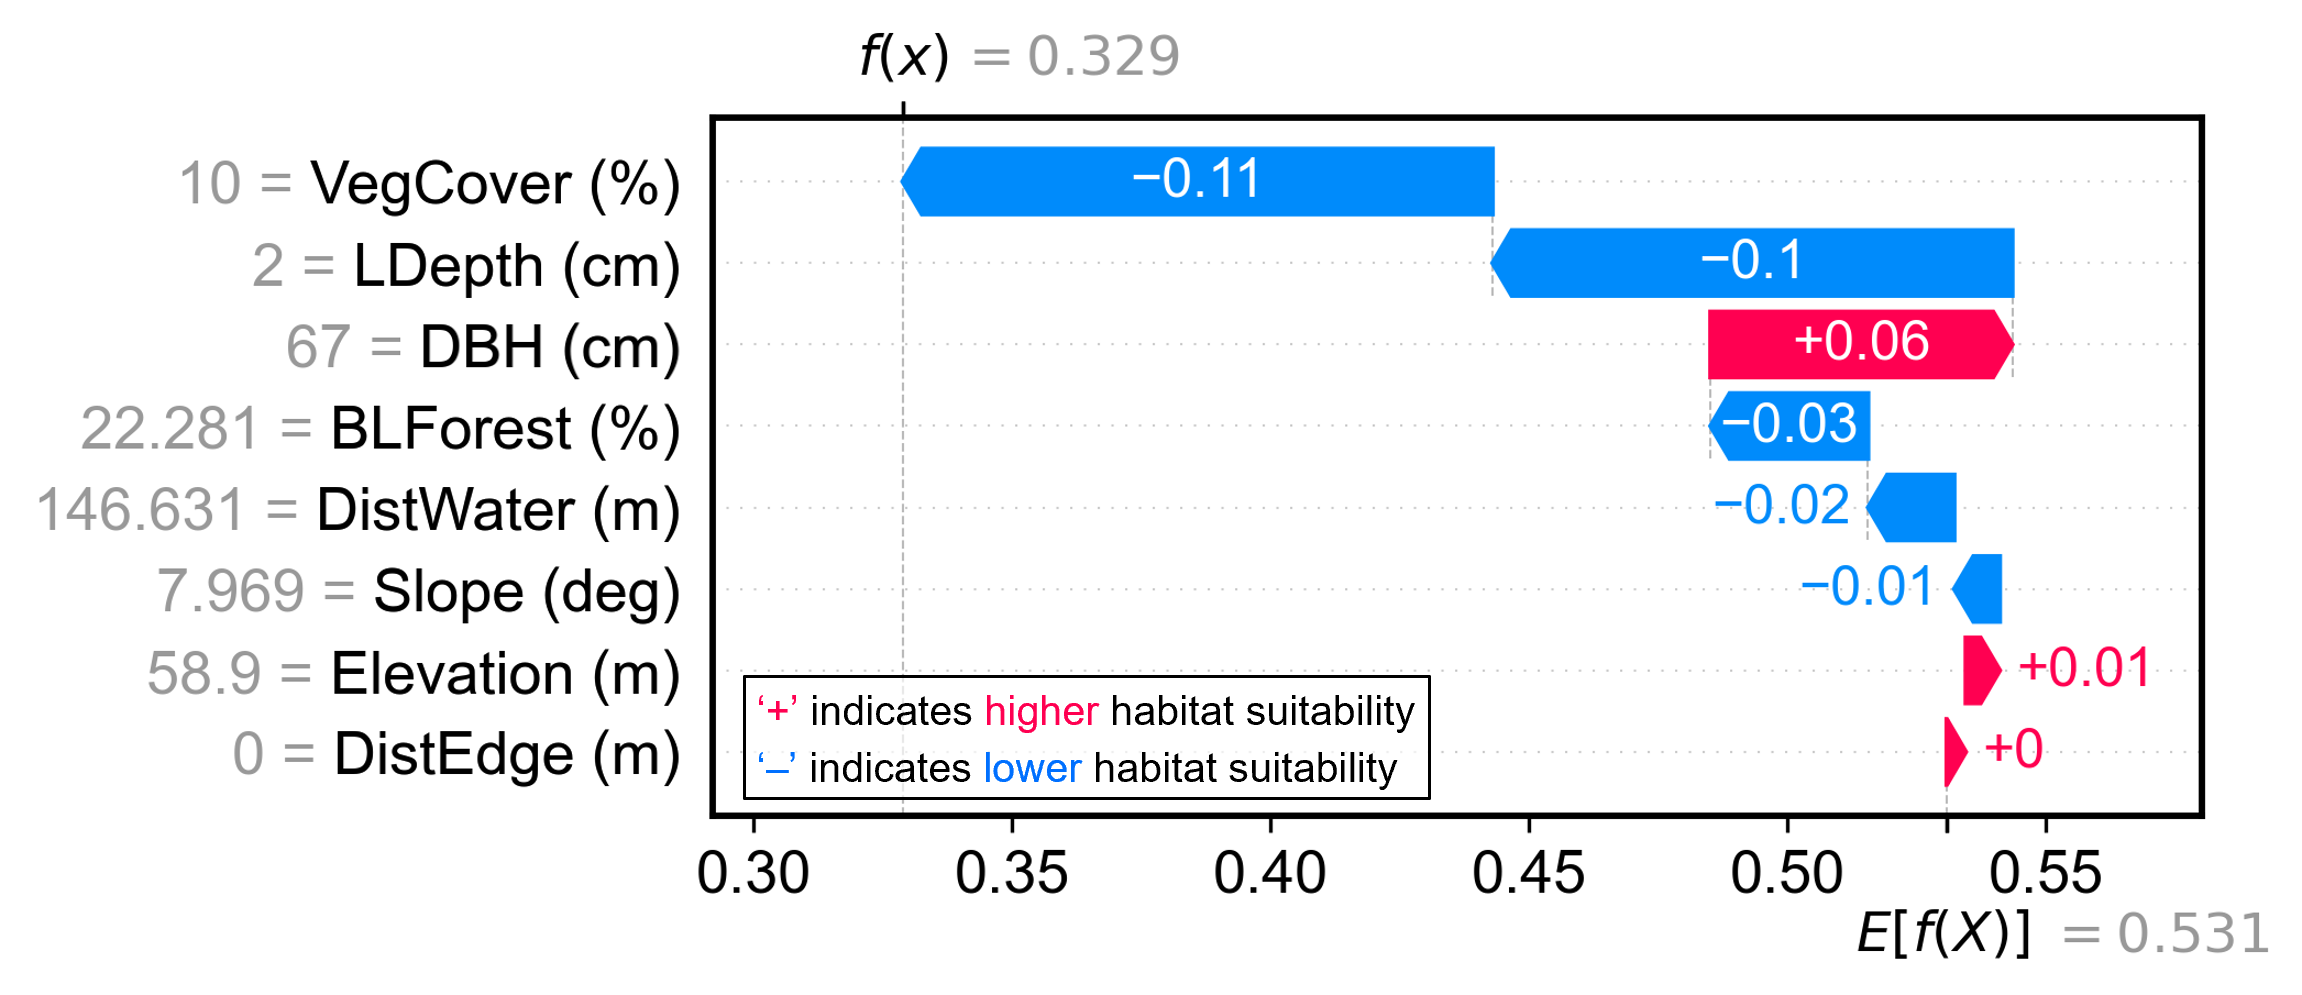 f(x) = 0.329
10 = VegCover (%)
−0.11
2 = LDepth (cm)
−0.1
67 = DBH (cm)
+0.06
22.281 = BLForest (%)
−0.03
146.631 = DistWater (m)
−0.02
7.969 = Slope (deg)
−0.01
58.9 = Elevation (m)
+0.01
0 = DistEdge (m)
+0
‘+’ indicates higher habitat suitability
‘–’ indicates lower habitat suitability
0.30 0.35 0.40 0.45 0.50 0.55
E[f(X)] = 0.531